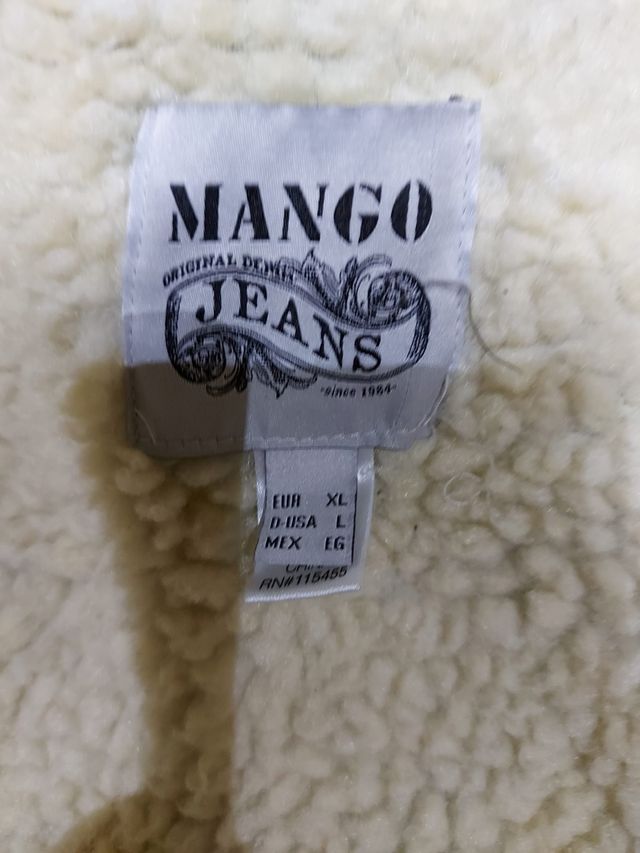 MANGO
ORIGINAL DENIM
JEANS
-since 1984-
EUR XL
D-USA L
MEX EG
RN#115455